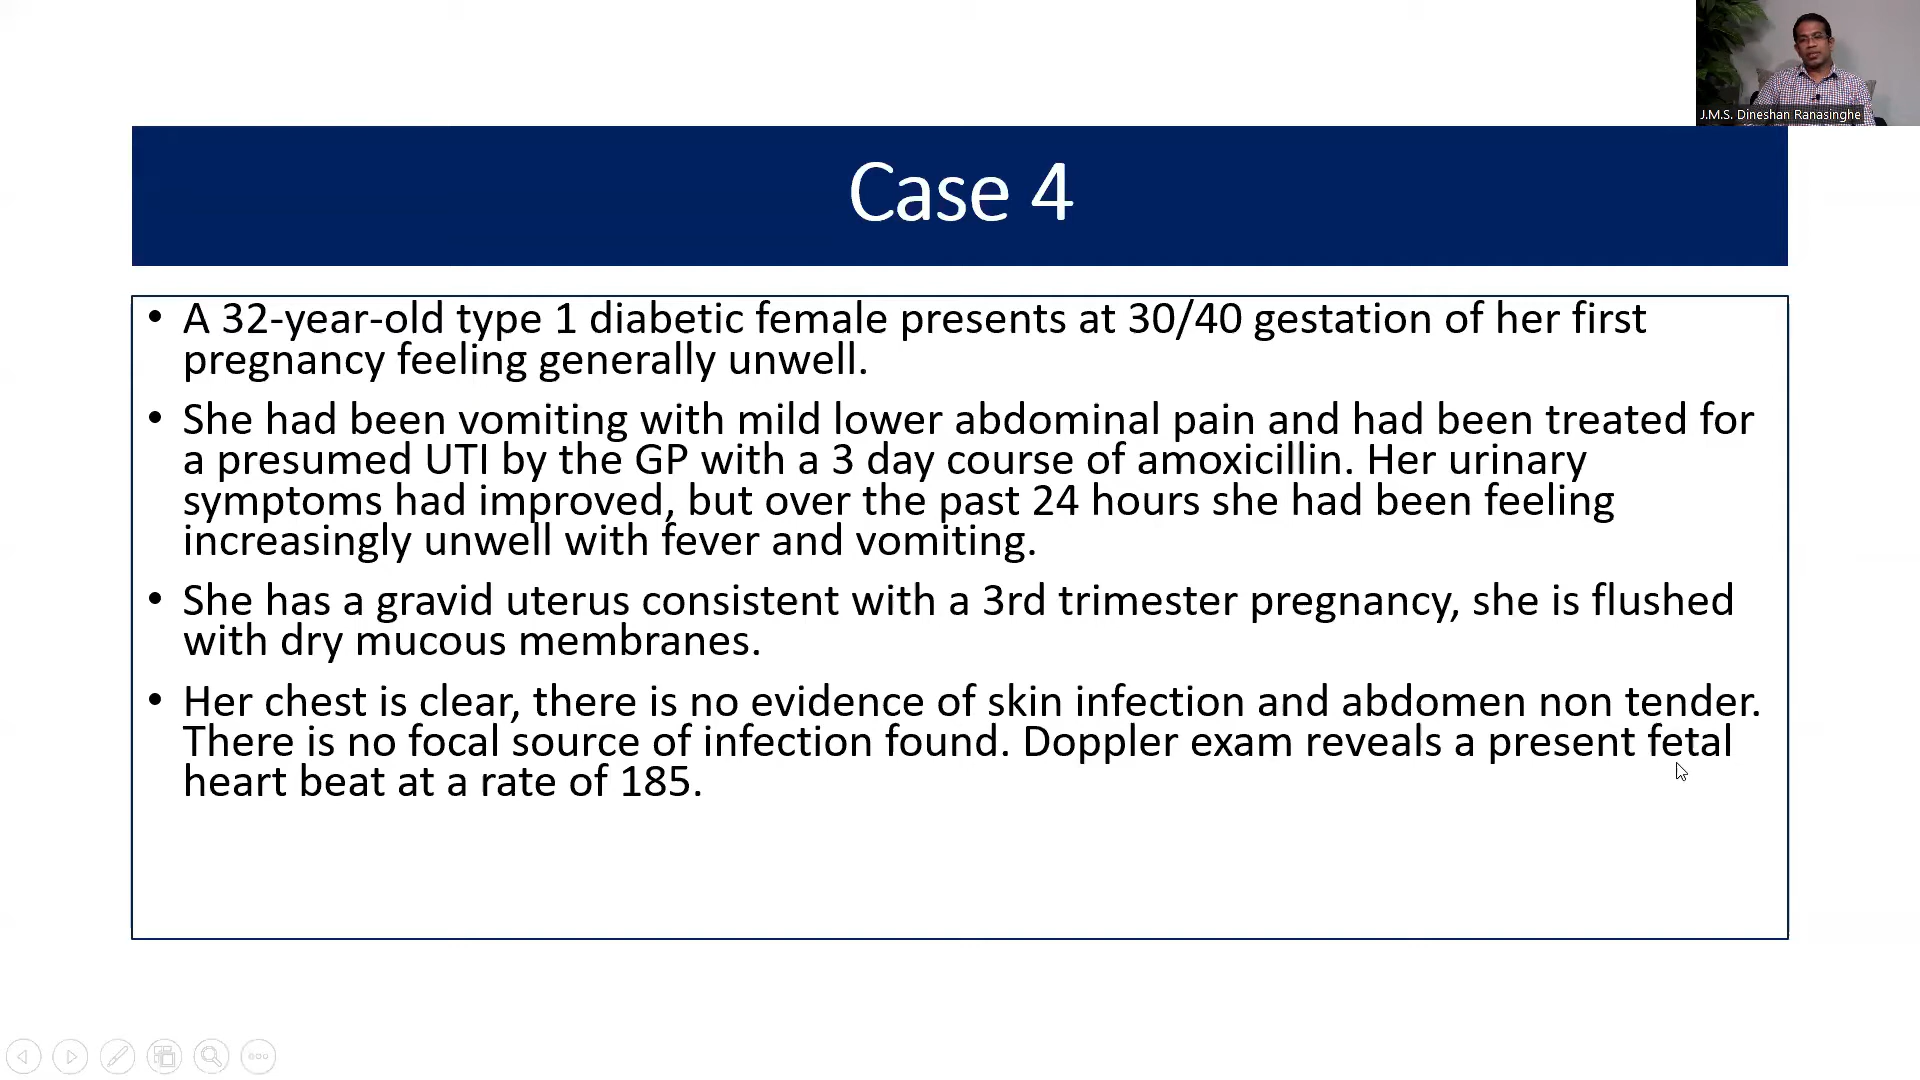 J.M.S. Dineshan Ranasinghe
Case 4
• A 32-year-old type 1 diabetic female presents at 30/40 gestation of her first
pregnancy feeling generally unwell.
• She had been vomiting with mild lower abdominal pain and had been treated for
a presumed UTI by the GP with a 3 day course of amoxicillin. Her urinary
symptoms had improved, but over the past 24 hours she had been feeling
increasingly unwell with fever and vomiting.
• She has a gravid uterus consistent with a 3rd trimester pregnancy, she is flushed
with dry mucous membranes.
• Her chest is clear, there is no evidence of skin infection and abdomen non tender.
There is no focal source of infection found. Doppler exam reveals a present fetal
heart beat at a rate of 185.